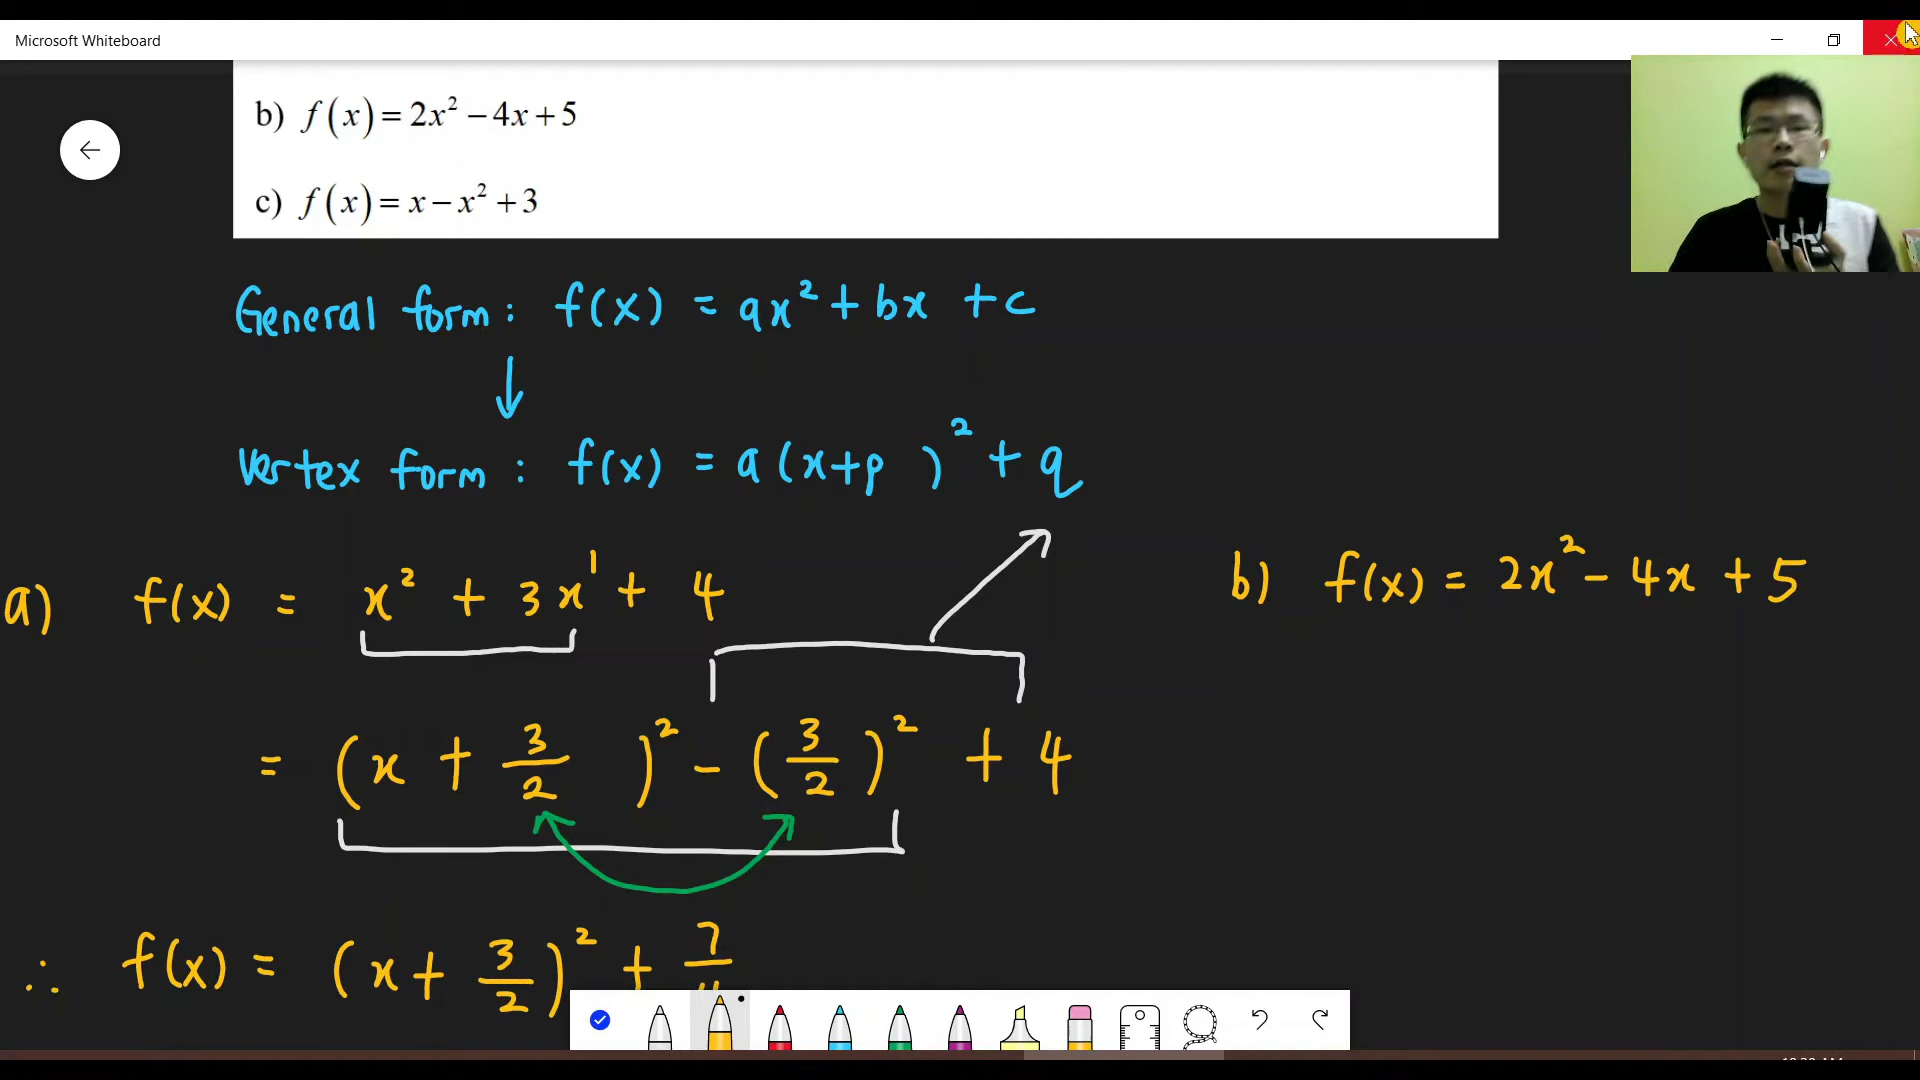 Microsoft Whiteboard
b) f(x) = 2x² − 4x + 5
c) f(x) = x − x² + 3
General form : f(x) = ax² + bx + c
↓
Vertex form : f(x) = a(x+p)² + q
a) f(x) = x² + 3x¹ + 4
= (x + 3/2)² − (3/2)² + 4
∴ f(x) = (x + 3/2)² + 7/
b) f(x) = 2x² − 4x + 5